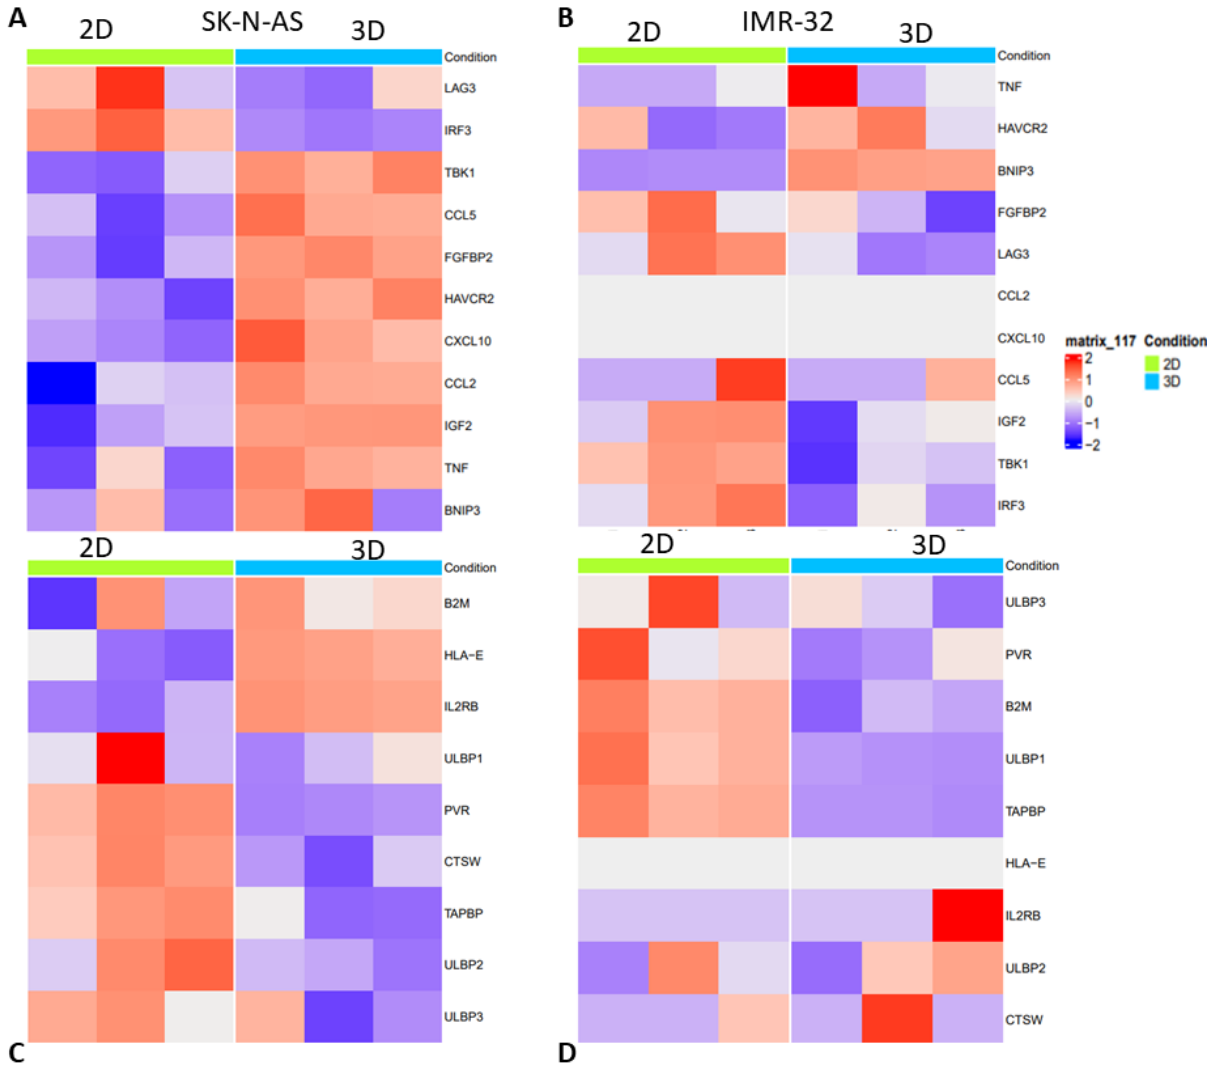 A
SK-N-AS
2D
3D
Condition
LAG3
IRF3
TBK1
CCL5
FGFBP2
HAVCR2
CXCL10
CCL2
IGF2
TNF
BNIP3
B
IMR-32
2D
3D
Condition
TNF
HAVCR2
BNIP3
FGFBP2
LAG3
CCL2
CXCL10
CCL5
IGF2
TBK1
IRF3
matrix_117
2
1
0
−1
−2
Condition
2D
3D
2D
3D
Condition
B2M
HLA−E
IL2RB
ULBP1
PVR
CTSW
TAPBP
ULBP2
ULBP3
C
2D
3D
Condition
ULBP3
PVR
B2M
ULBP1
TAPBP
HLA−E
IL2RB
ULBP2
CTSW
D